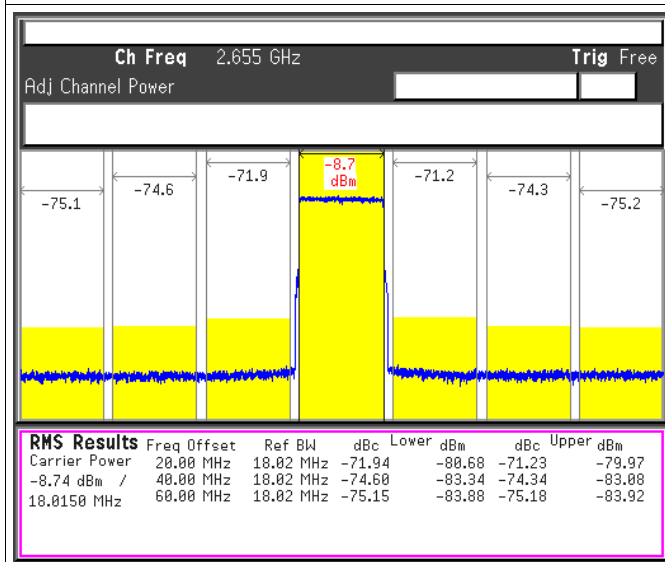 Ch Freq 2.655 GHz Trig Free
Adj Channel Power
-75.1 -74.6 -71.9 -8.7 dBm -71.2 -74.3 -75.2
RMS Results Freq Offset Ref BW dBc Lower dBm dBc Upper dBm
Carrier Power 20.00 MHz 18.02 MHz -71.94 -80.68 -71.23 -79.97
-8.74 dBm / 40.00 MHz 18.02 MHz -74.60 -83.34 -74.34 -83.08
18.0150 MHz 60.00 MHz 18.02 MHz -75.15 -83.88 -75.18 -83.92